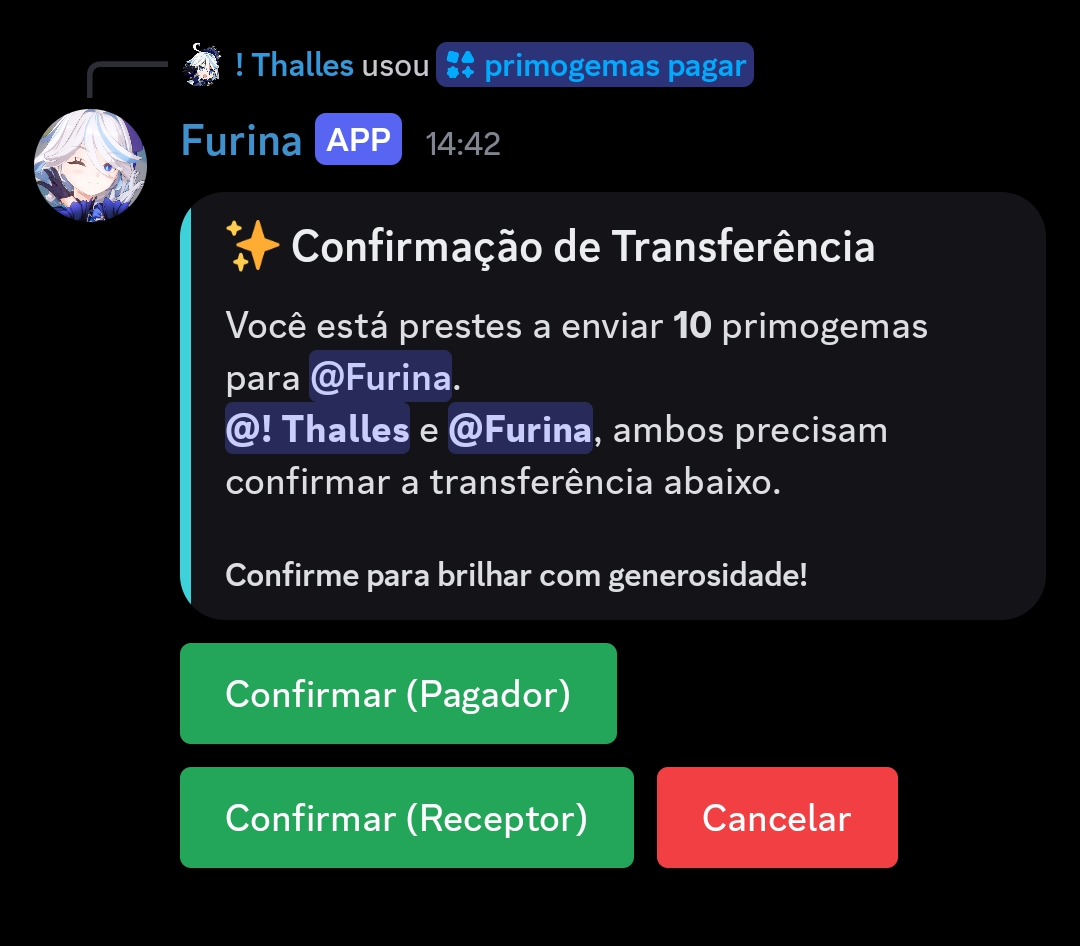 ! Thalles usou primogemas pagar
Furina APP 14:42
✨ Confirmação de Transferência
Você está prestes a enviar 10 primogemas
para @Furina.
@! Thalles e @Furina, ambos precisam
confirmar a transferência abaixo.
Confirme para brilhar com generosidade!
Confirmar (Pagador)
Confirmar (Receptor) Cancelar